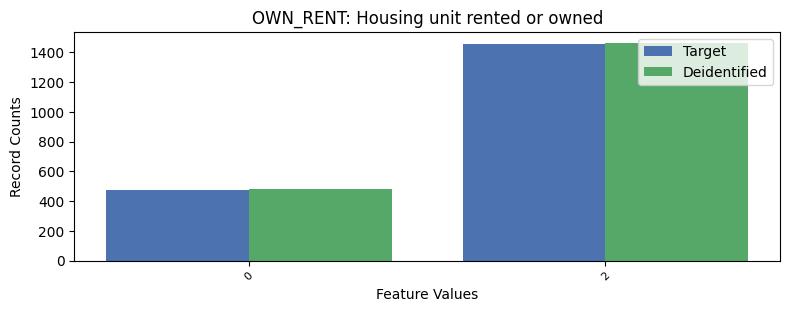 OWN_RENT: Housing unit rented or owned
Target
Deidentified
Record Counts
1400
1200
1000
800
600
400
200
0
0
2
Feature Values